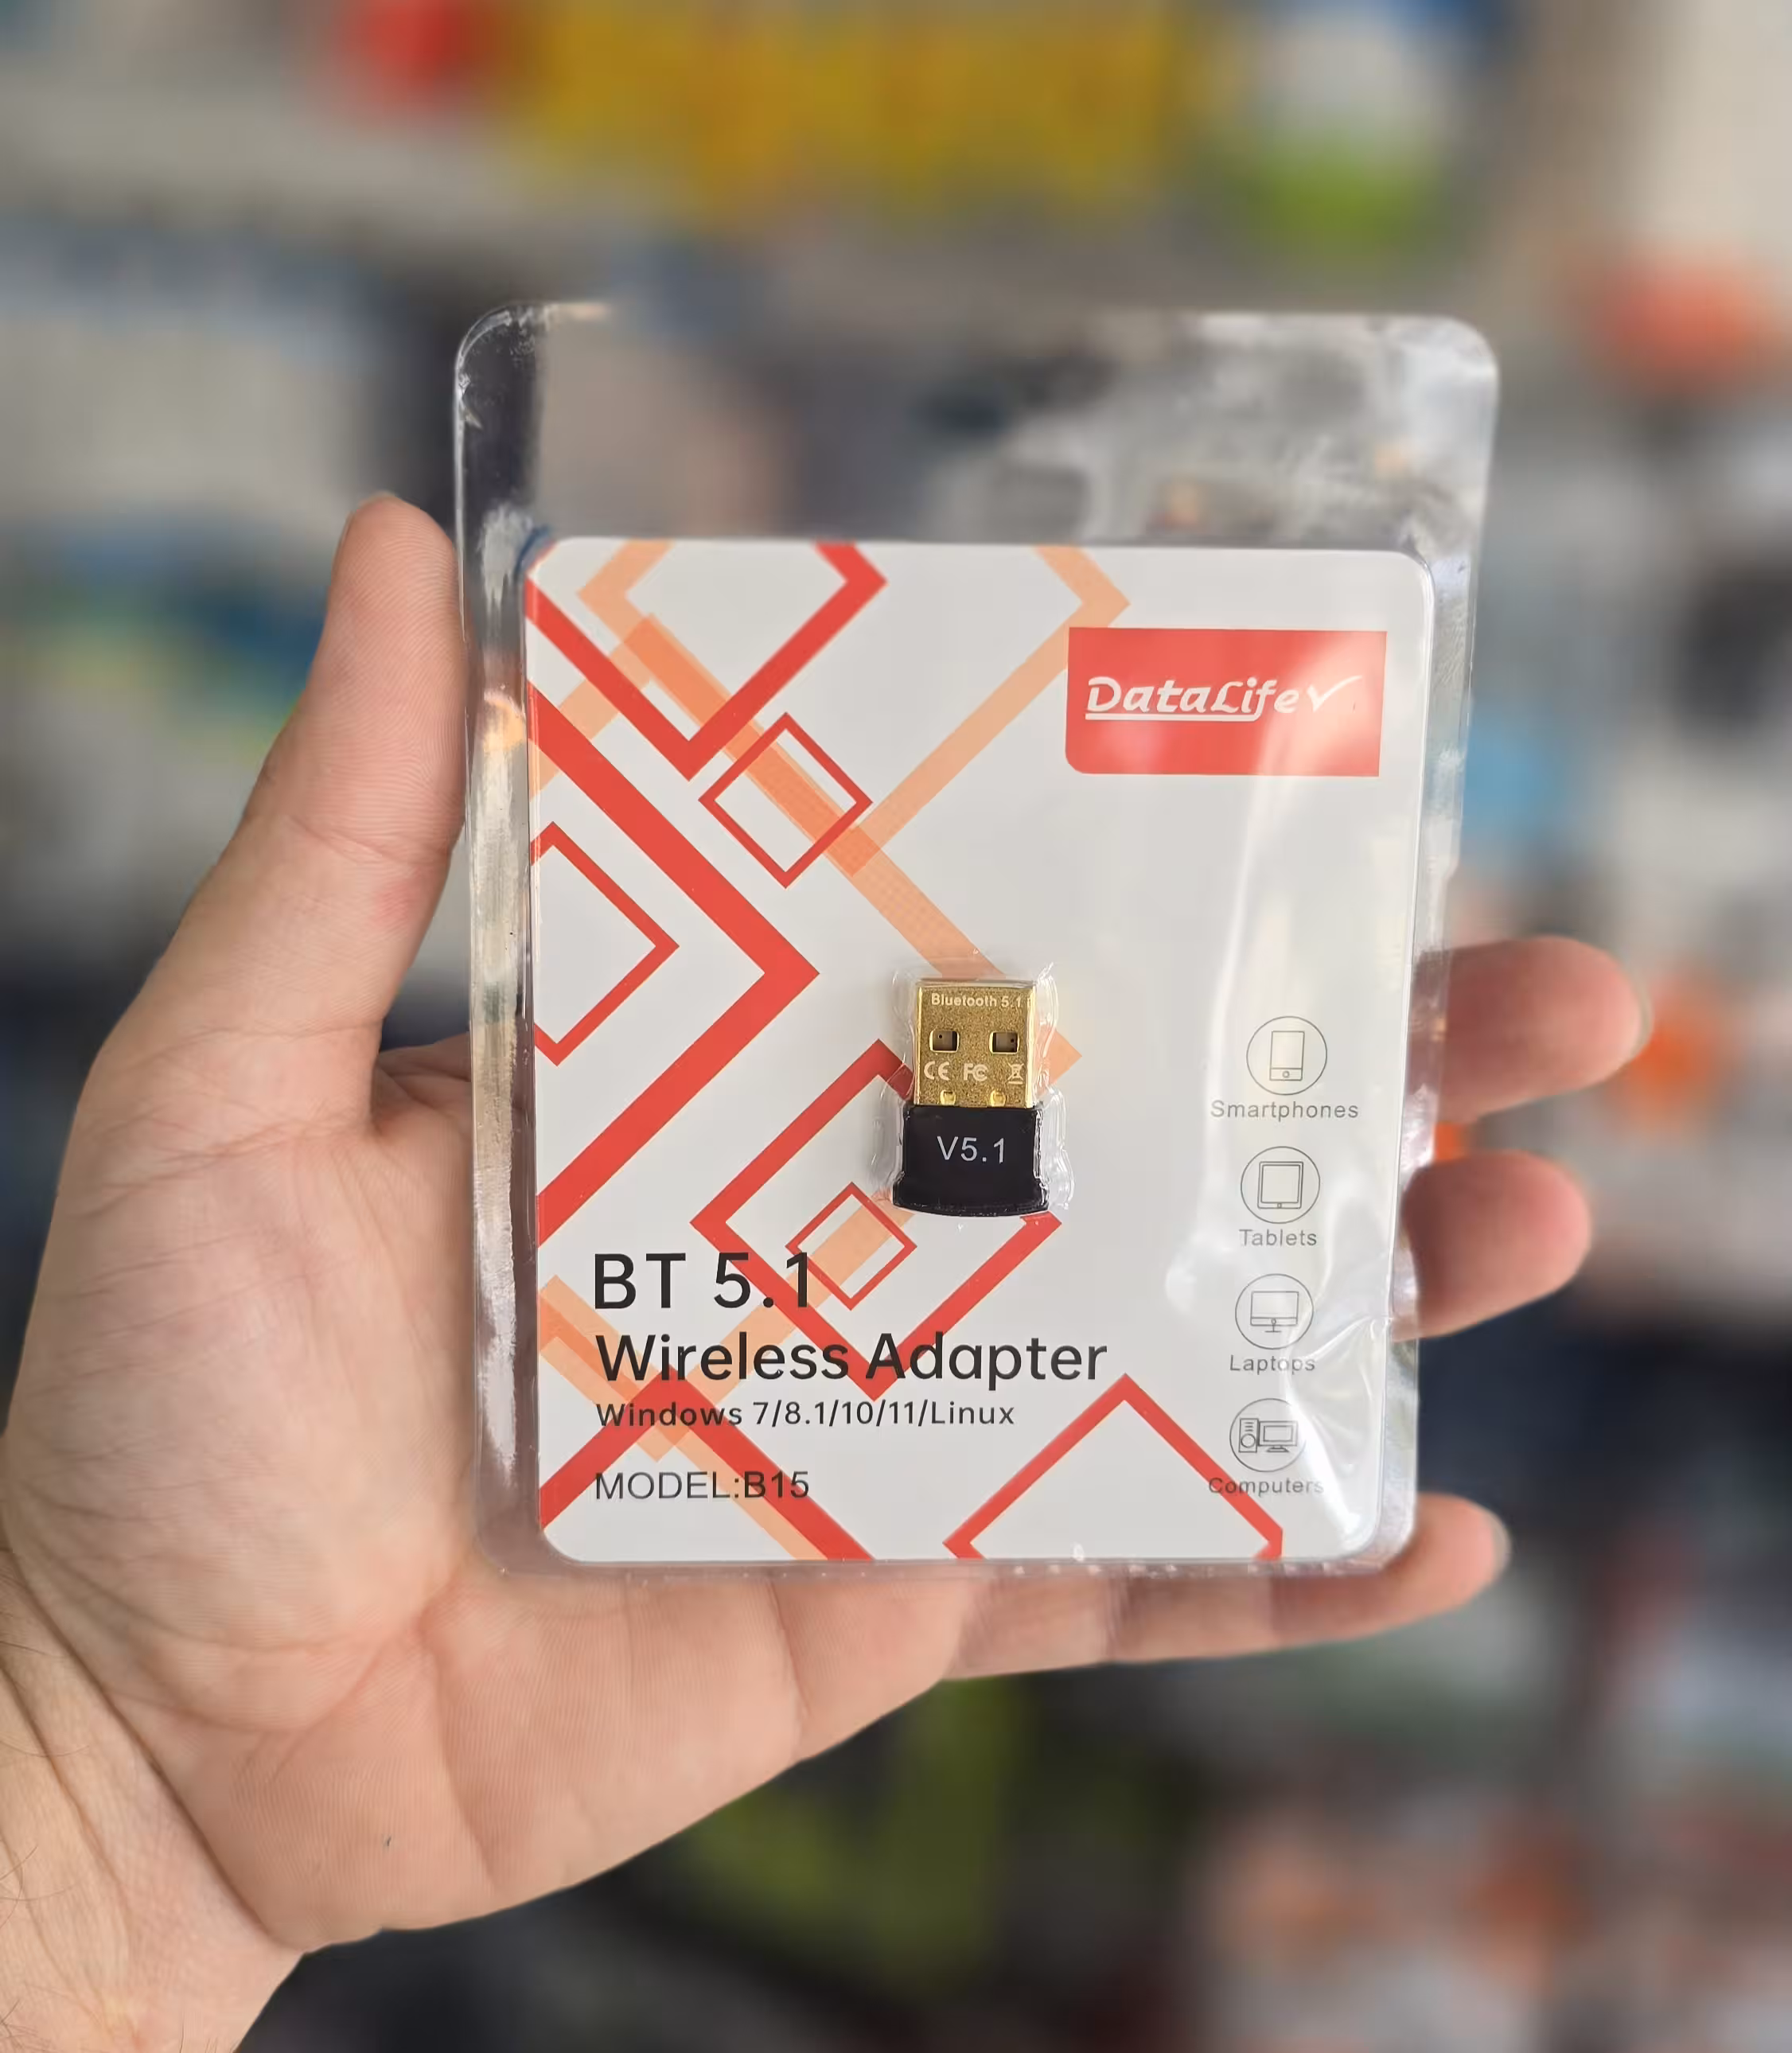 DataLife
Bluetooth 5.1
CE FC
V5.1
Smartphones
Tablets
Laptops
Computers
BT 5.1
Wireless Adapter
Windows 7/8.1/10/11/Linux
MODEL:B15